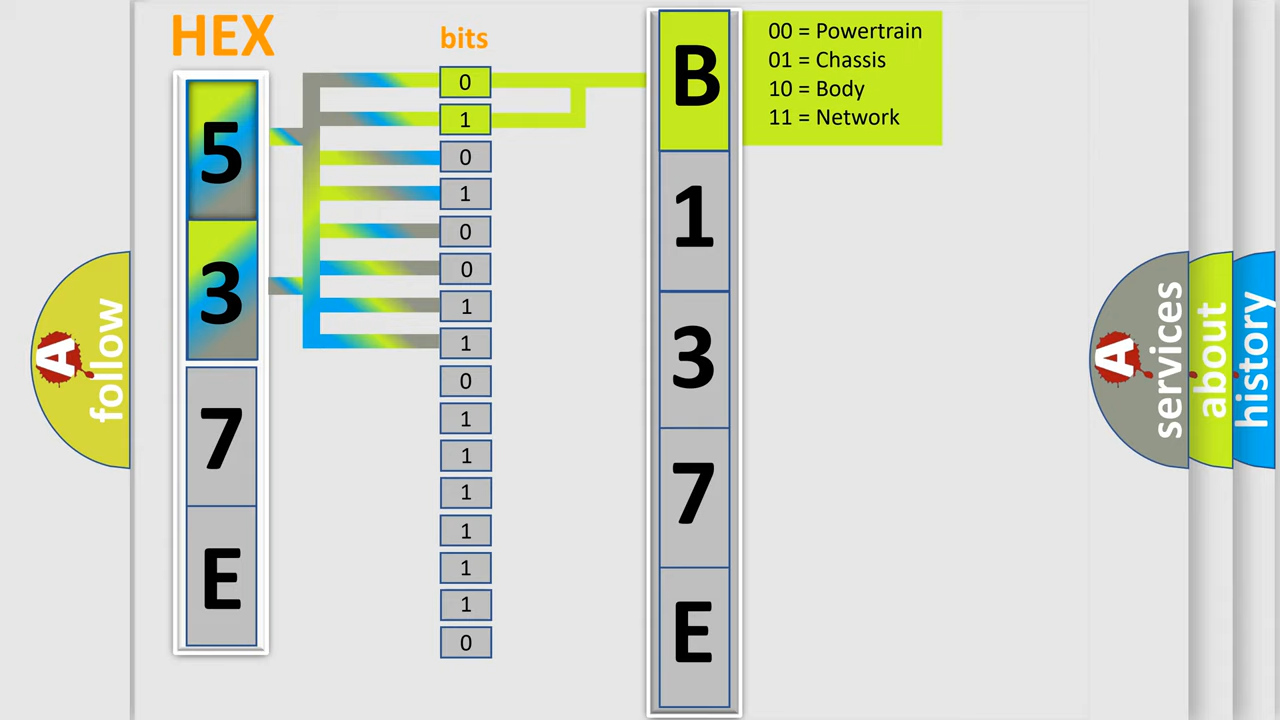 HEX
bits
5
3
7
E
0
1
0
1
0
0
1
1
0
1
1
1
1
1
1
0
B
1
3
7
E
00 = Powertrain
01 = Chassis
10 = Body
11 = Network
A
follow
A
services
about
history